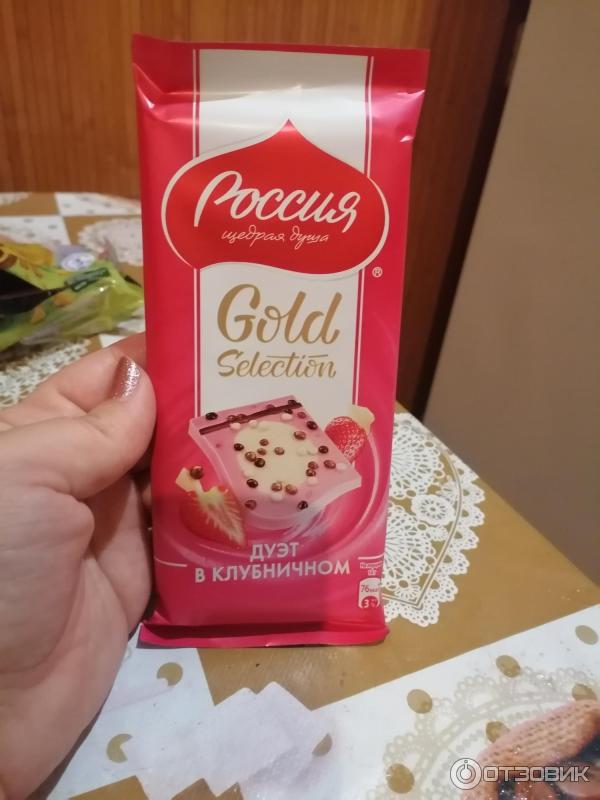 Россия
щедрая душа
®
Gold
Selection
ДУЭТ
В КЛУБНИЧНОМ
ОТЗОВИК